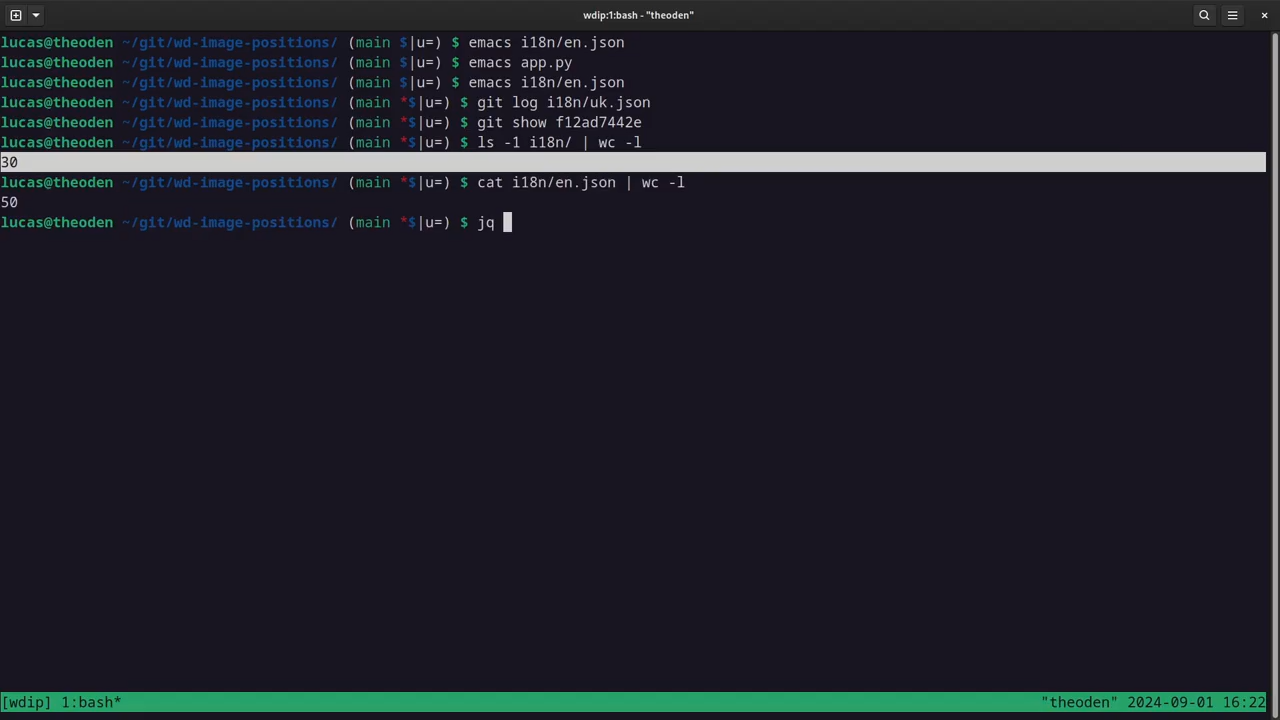 wdip:1:bash - "theoden"
lucas@theoden ~/git/wd-image-positions/ (main $|u=) $ emacs i18n/en.json
lucas@theoden ~/git/wd-image-positions/ (main $|u=) $ emacs app.py
lucas@theoden ~/git/wd-image-positions/ (main $|u=) $ emacs i18n/en.json
lucas@theoden ~/git/wd-image-positions/ (main *$|u=) $ git log i18n/uk.json
lucas@theoden ~/git/wd-image-positions/ (main *$|u=) $ git show f12ad7442e
lucas@theoden ~/git/wd-image-positions/ (main *$|u=) $ ls -1 i18n/ | wc -l
30
lucas@theoden ~/git/wd-image-positions/ (main *$|u=) $ cat i18n/en.json | wc -l
50
lucas@theoden ~/git/wd-image-positions/ (main *$|u=) $ jq
[wdip] 1:bash* "theoden" 2024-09-01 16:22